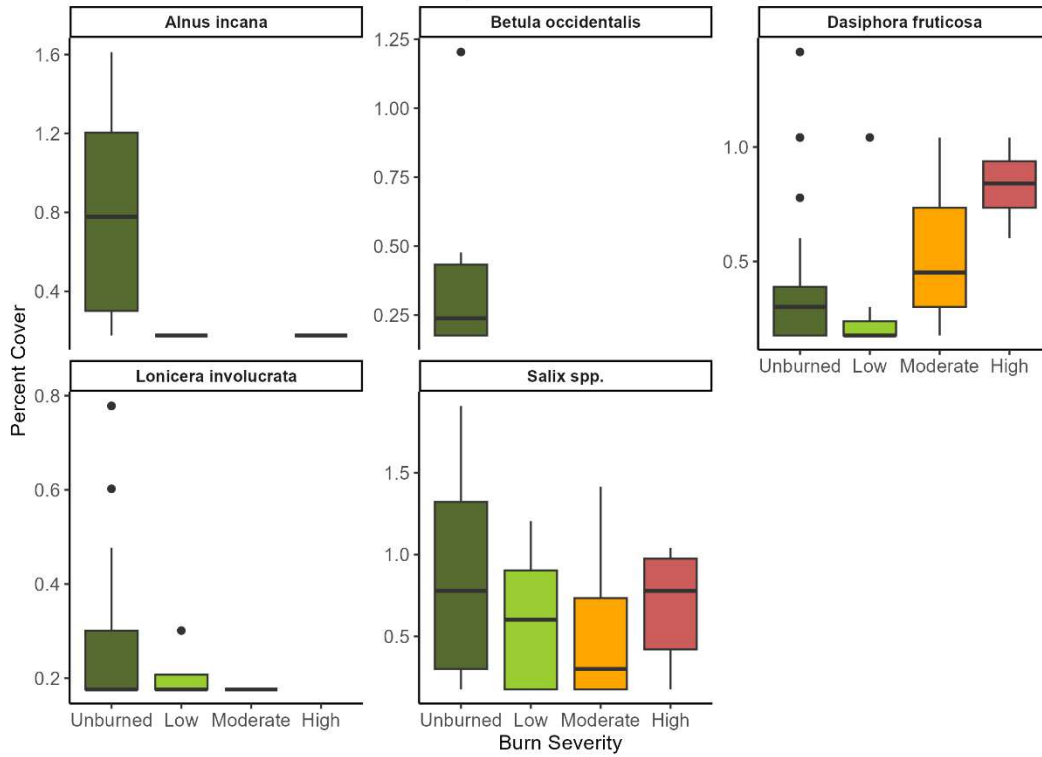 Alnus incana
Betula occidentalis
Dasiphora fruticosa
1.6
1.2
0.8
0.4
1.25
1.00
0.75
0.50
0.25
1.0
0.5
Unburned Low Moderate High
Lonicera involucrata
Salix spp.
0.8
0.6
0.4
0.2
1.5
1.0
0.5
Unburned Low Moderate High
Unburned Low Moderate High
Percent Cover
Burn Severity